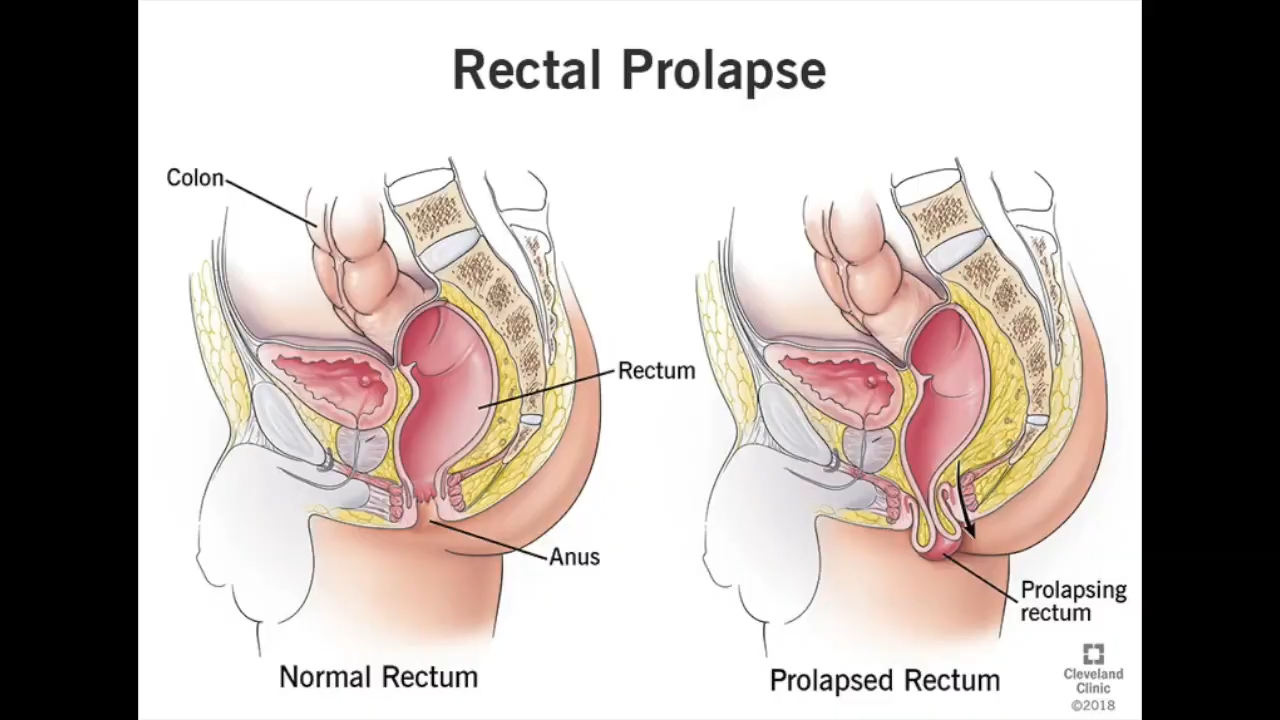 Rectal Prolapse
Colon
Rectum
Anus
Prolapsing
rectum
Normal Rectum
Prolapsed Rectum
Cleveland
Clinic
©2018